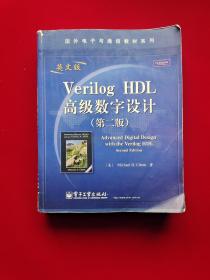 国外电子与通信教材系列
英文版
Verilog HDL
高级数字设计
(第二版)
Advanced Digital Design
with the Verilog HDL
Second Edition
[美] Michael D. Ciletti 著
电子工业出版社